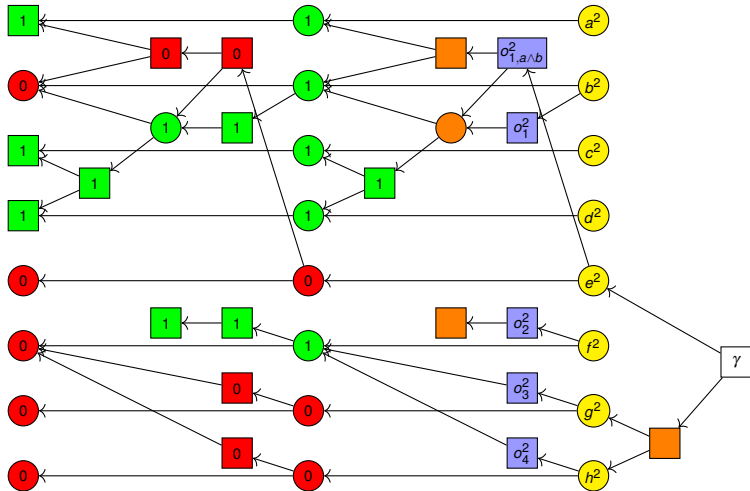 1 1 a²
0 0 o²₁,ₐ∧b
0 1 b²
1 1 o²₁
1 1 c²
1 1
1 1 d²
0 0 e²
1 1 o²₂
0 1 f²
γ
0 o²₃
0 0 g²
0 o²₄
0 0 h²